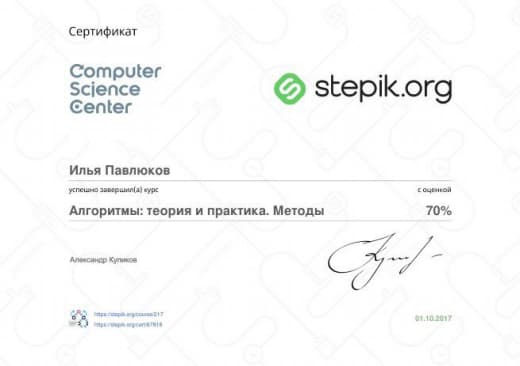 Сертификат
Computer
Science
Center
stepik.org
Илья Павлюков
успешно завершил(а) курс
с оценкой
Алгоритмы: теория и практика. Методы
70%
Александр Куликов
https://stepik.org/course/217
https://stepik.org/cert/67918
01.10.2017